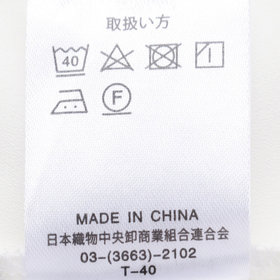 取扱い方
40
F
MADE IN CHINA
日本織物中央卸商業組合連合会
03-(3663)-2102
T-40